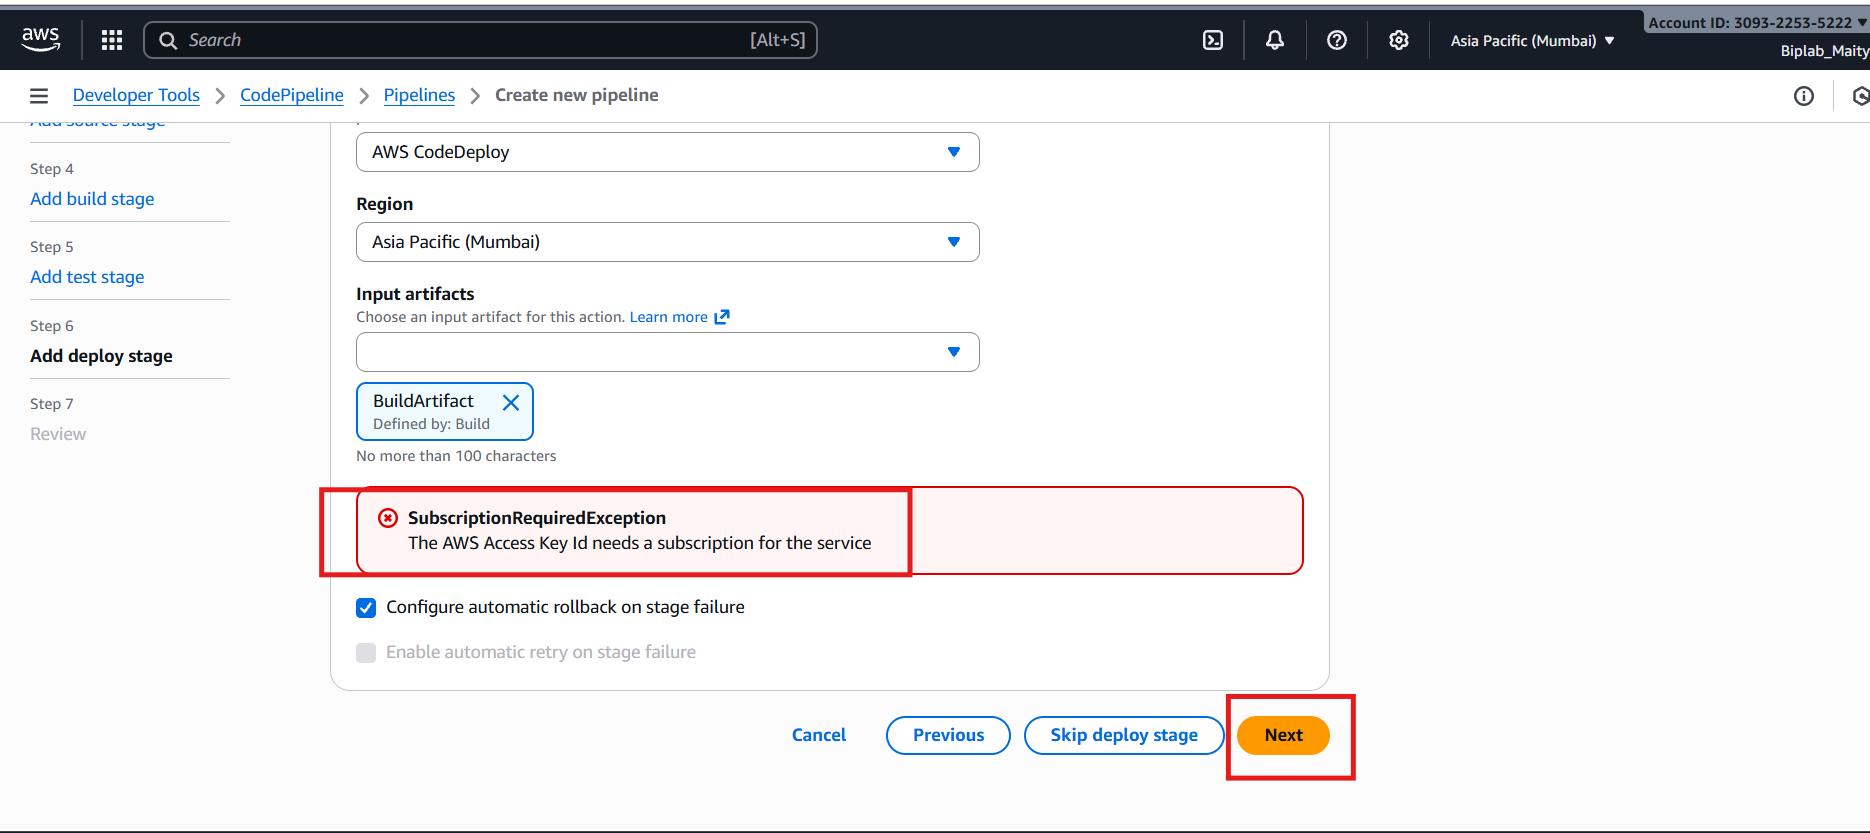 aws
Search
[Alt+S]
Asia Pacific (Mumbai)
Account ID: 3093-2253-5222
Biplab_Maity
Developer Tools
CodePipeline
Pipelines
Create new pipeline
Add source stage
Step 4
Add build stage
Step 5
Add test stage
Step 6
Add deploy stage
Step 7
Review
AWS CodeDeploy
Region
Asia Pacific (Mumbai)
Input artifacts
Choose an input artifact for this action. Learn more
BuildArtifact
Defined by: Build
No more than 100 characters
SubscriptionRequiredException
The AWS Access Key Id needs a subscription for the service
Configure automatic rollback on stage failure
Enable automatic retry on stage failure
Cancel
Previous
Skip deploy stage
Next